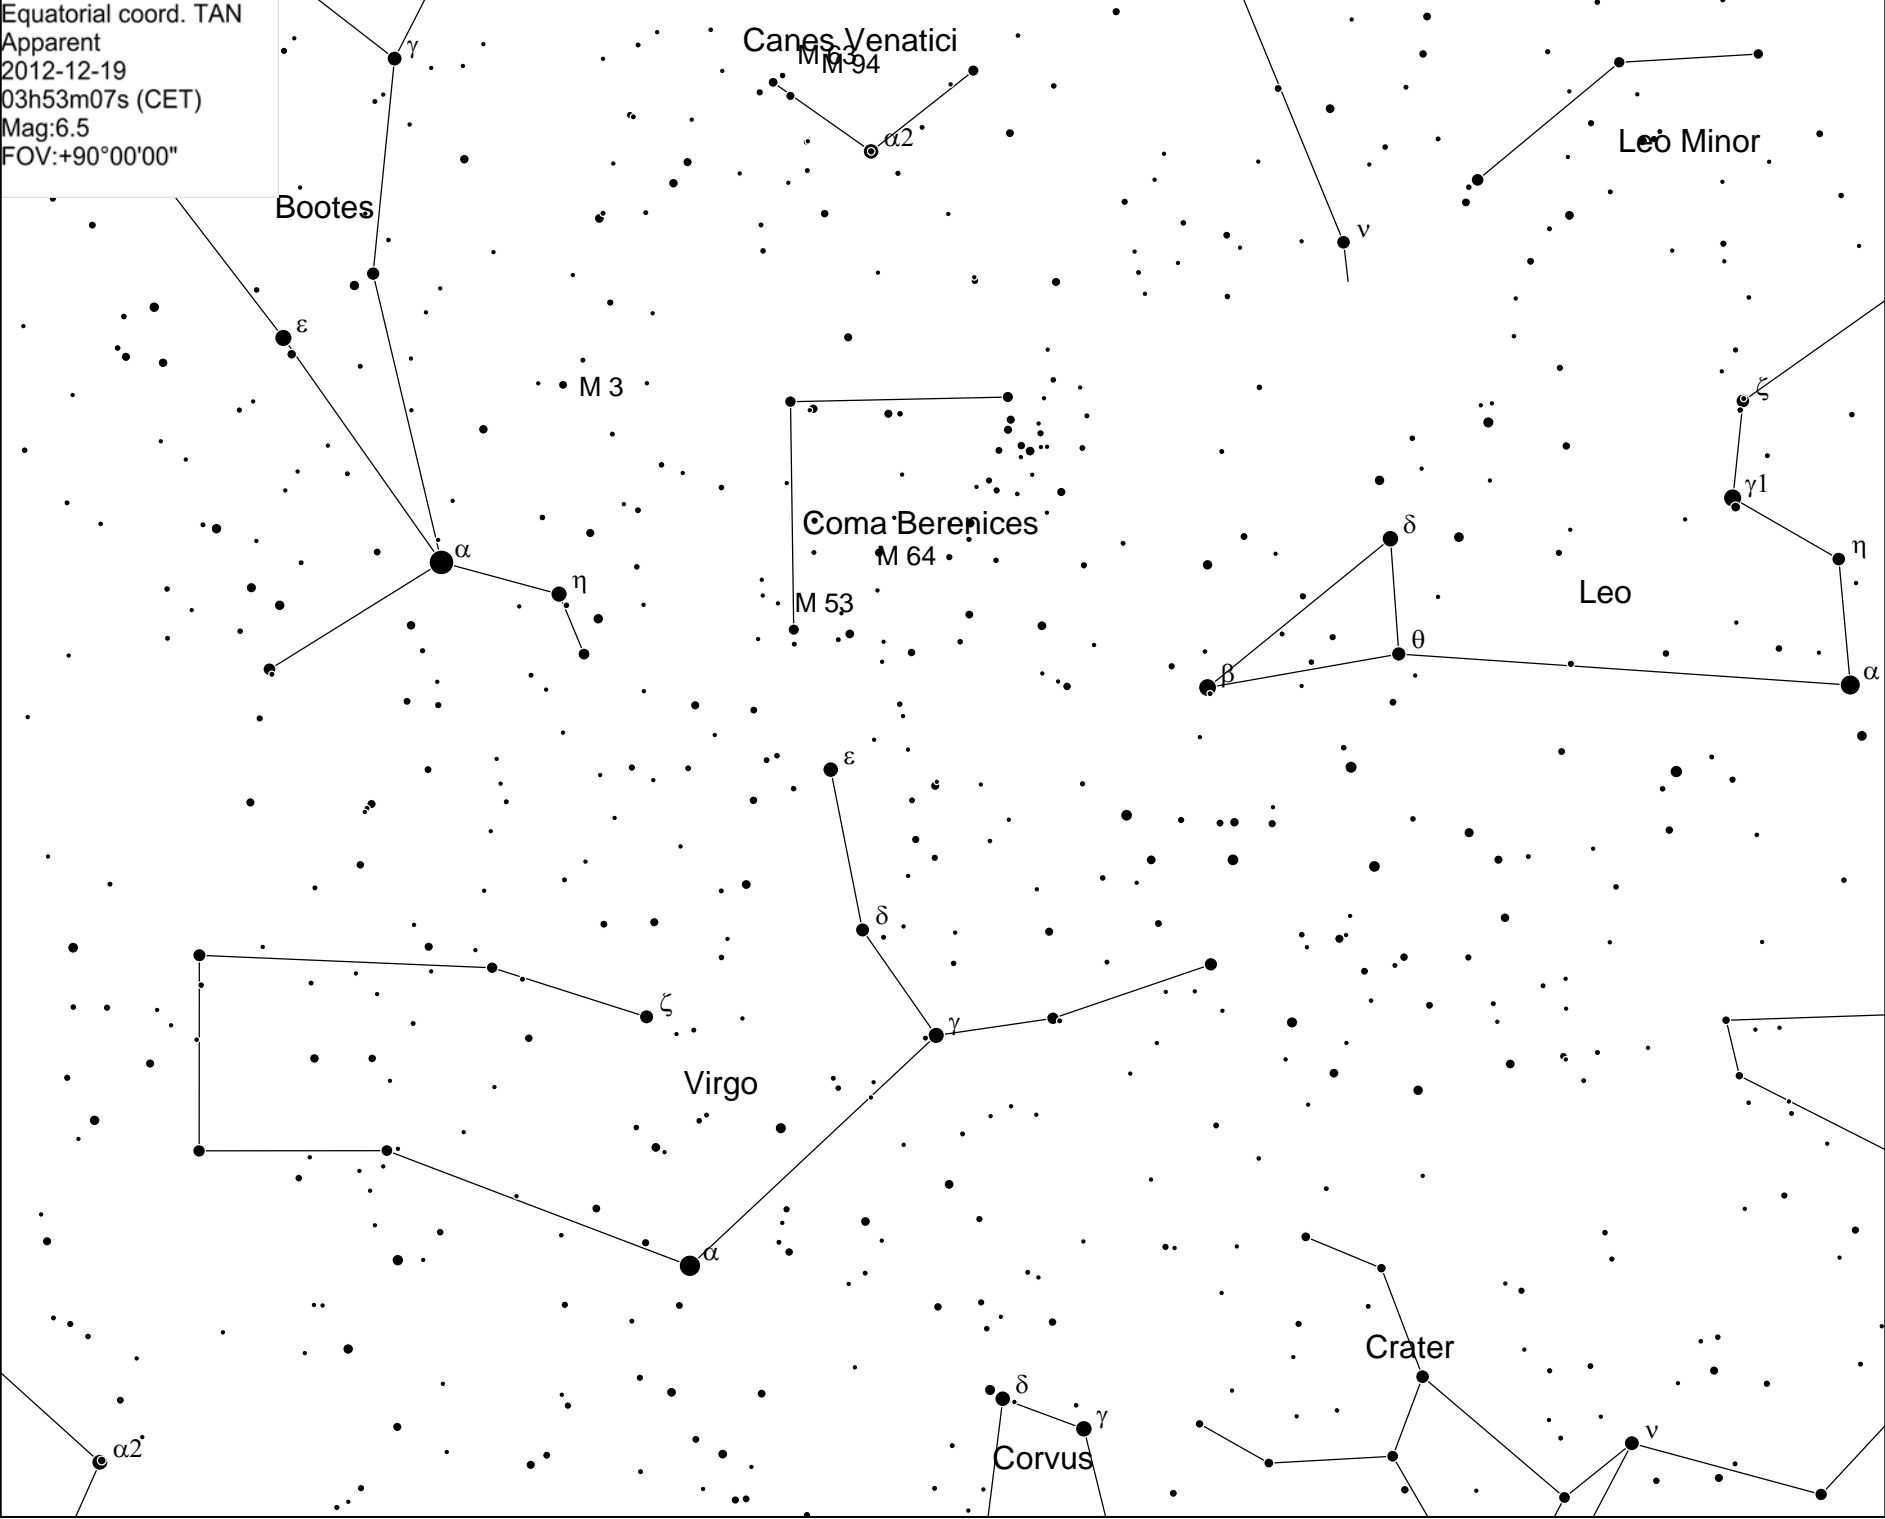 Equatorial coord. TAN
Apparent
2012-12-19
03h53m07s (CET)
Mag:6.5
FOV:+90°00'00"
γ
Canes Venatici
M 63
M 94
α2
Leo Minor
Bootes
ν
ε
M 3
ζ
γ1
Coma Berenices
δ
α
M 64
η
η
Leo
M 53
θ
β
α
ε
δ
ζ
γ
Virgo
α
Crater
δ
γ
ν
α2
Corvus